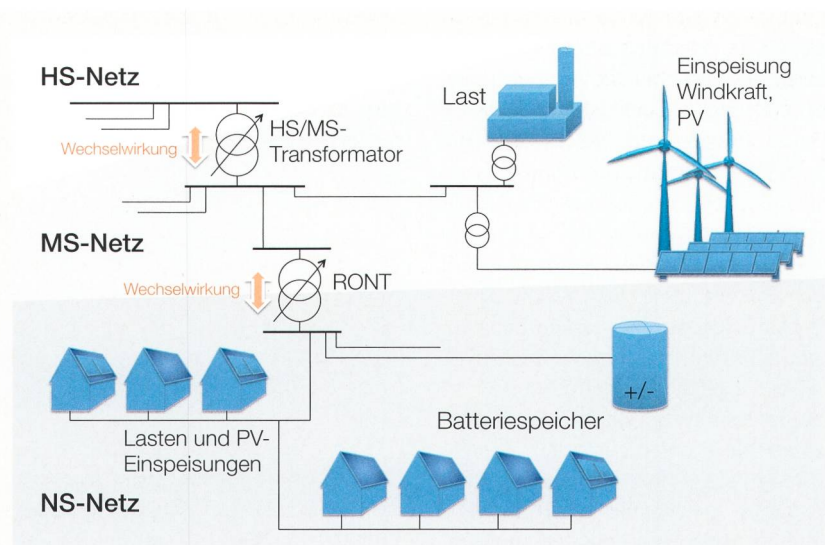 HS-Netz
Last
Einspeisung
Windkraft,
PV
Wechselwirkung
HS/MS-
Transformator
MS-Netz
Wechselwirkung
RONT
+/-
Batteriespeicher
Lasten und PV-
Einspeisungen
NS-Netz